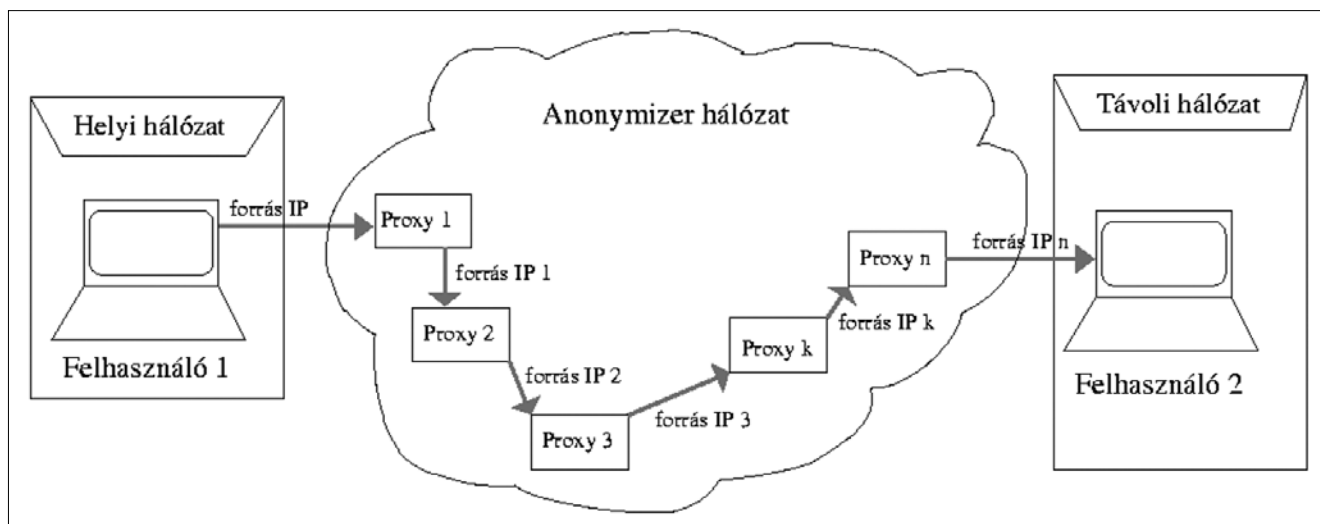 Helyi hálózat
Anonymizer hálózat
Távoli hálózat
forrás IP
Proxy 1
forrás IP 1
Proxy 2
forrás IP 2
Proxy 3
forrás IP 3
Proxy k
forrás IP k
Proxy n
forrás IP n
Felhasználó 1
Felhasználó 2